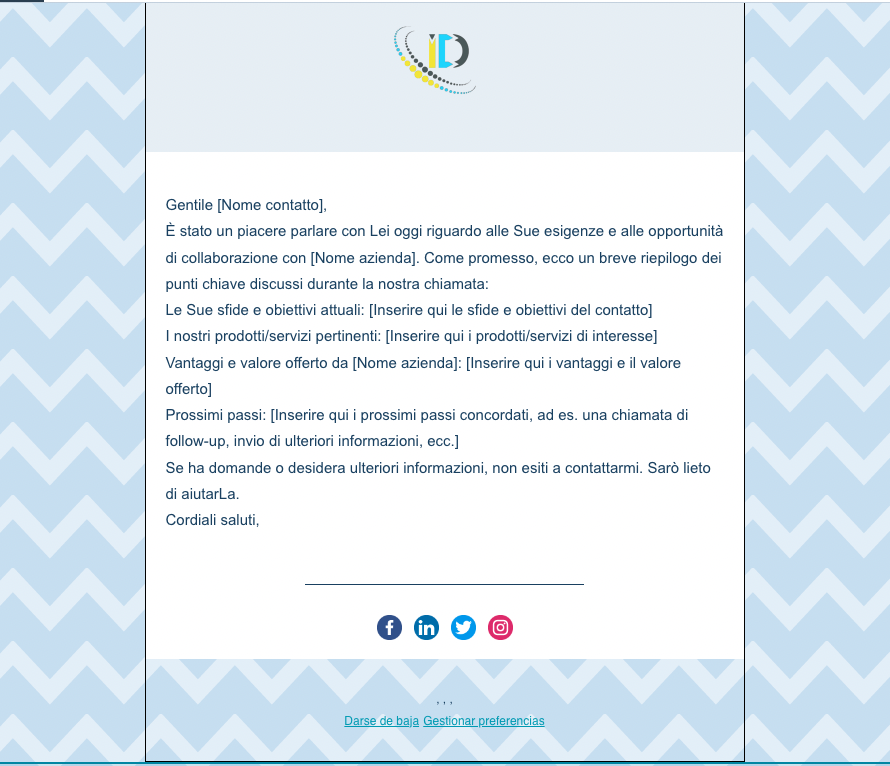 iD
Gentile [Nome contatto],
È stato un piacere parlare con Lei oggi riguardo alle Sue esigenze e alle opportunità
di collaborazione con [Nome azienda]. Come promesso, ecco un breve riepilogo dei
punti chiave discussi durante la nostra chiamata:
Le Sue sfide e obiettivi attuali: [Inserire qui le sfide e obiettivi del contatto]
I nostri prodotti/servizi pertinenti: [Inserire qui i prodotti/servizi di interesse]
Vantaggi e valore offerto da [Nome azienda]: [Inserire qui i vantaggi e il valore
offerto]
Prossimi passi: [Inserire qui i prossimi passi concordati, ad es. una chiamata di
follow-up, invio di ulteriori informazioni, ecc.]
Se ha domande o desidera ulteriori informazioni, non esiti a contattarmi. Sarò lieto
di aiutarLa.
Cordiali saluti,
, , ,
Darse de baja Gestionar preferencias